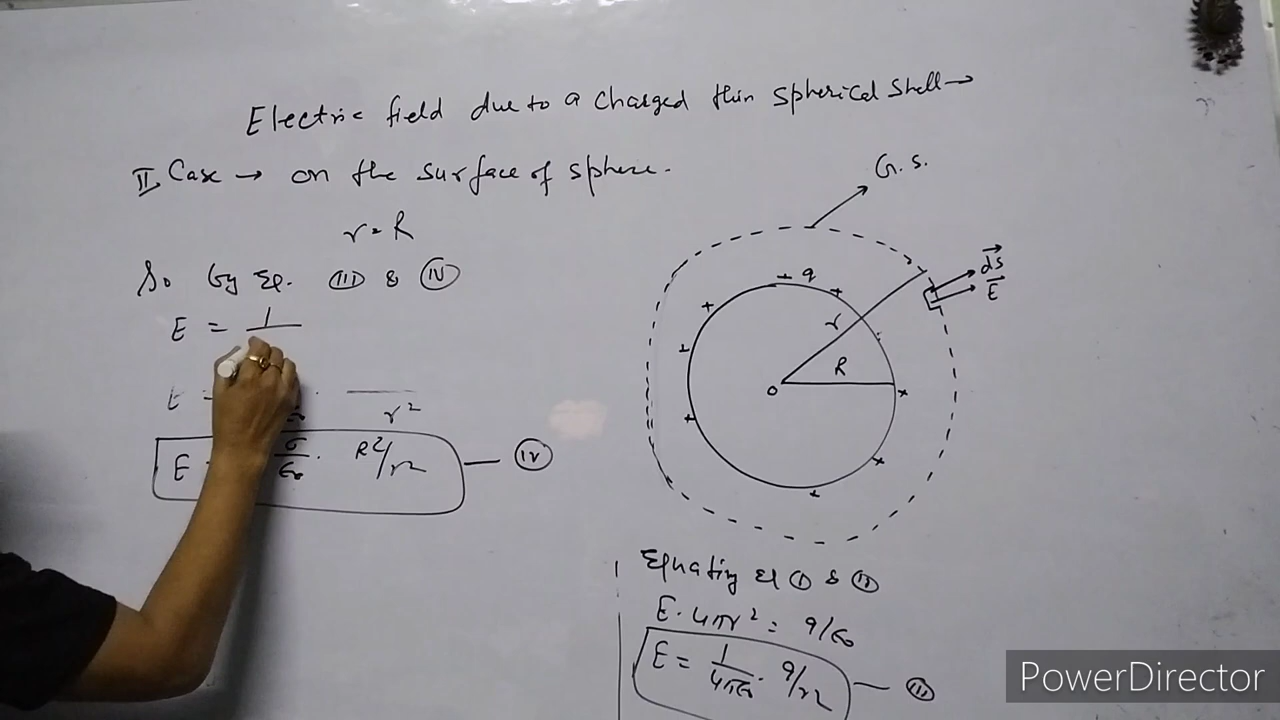 Electric field due to a charged thin spherical shell →
II Case → on the surface of sphere.
r = R
So by eq. (III) & (IV)
E = 1
E = . r²
E = σ/ε₀ . R²/r² — (IV)
G.S.
+ q
+ + + + + + + +
r
R
O
dS
E
Equating eq (I) & (II)
E. 4πr² = q/ε₀
E = 1/4πε₀ . q/r² — (III)
PowerDirector